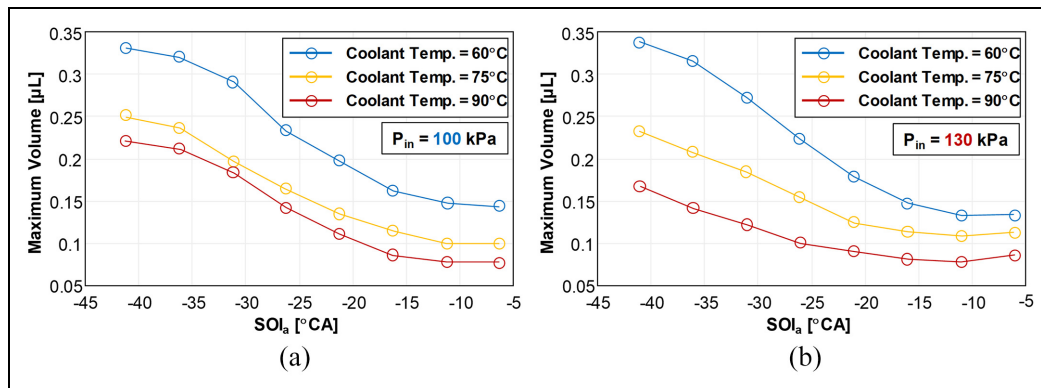 0.35
0.3
0.25
0.2
0.15
0.1
0.05
Maximum Volume [µL]
-45 -40 -35 -30 -25 -20 -15 -10 -5
SOIa [°CA]
Coolant Temp. = 60°C
Coolant Temp. = 75°C
Coolant Temp. = 90°C
Pin = 100 kPa
(a)
0.35
0.3
0.25
0.2
0.15
0.1
0.05
Maximum Volume [µL]
-45 -40 -35 -30 -25 -20 -15 -10 -5
SOIa [°CA]
Coolant Temp. = 60°C
Coolant Temp. = 75°C
Coolant Temp. = 90°C
Pin = 130 kPa
(b)